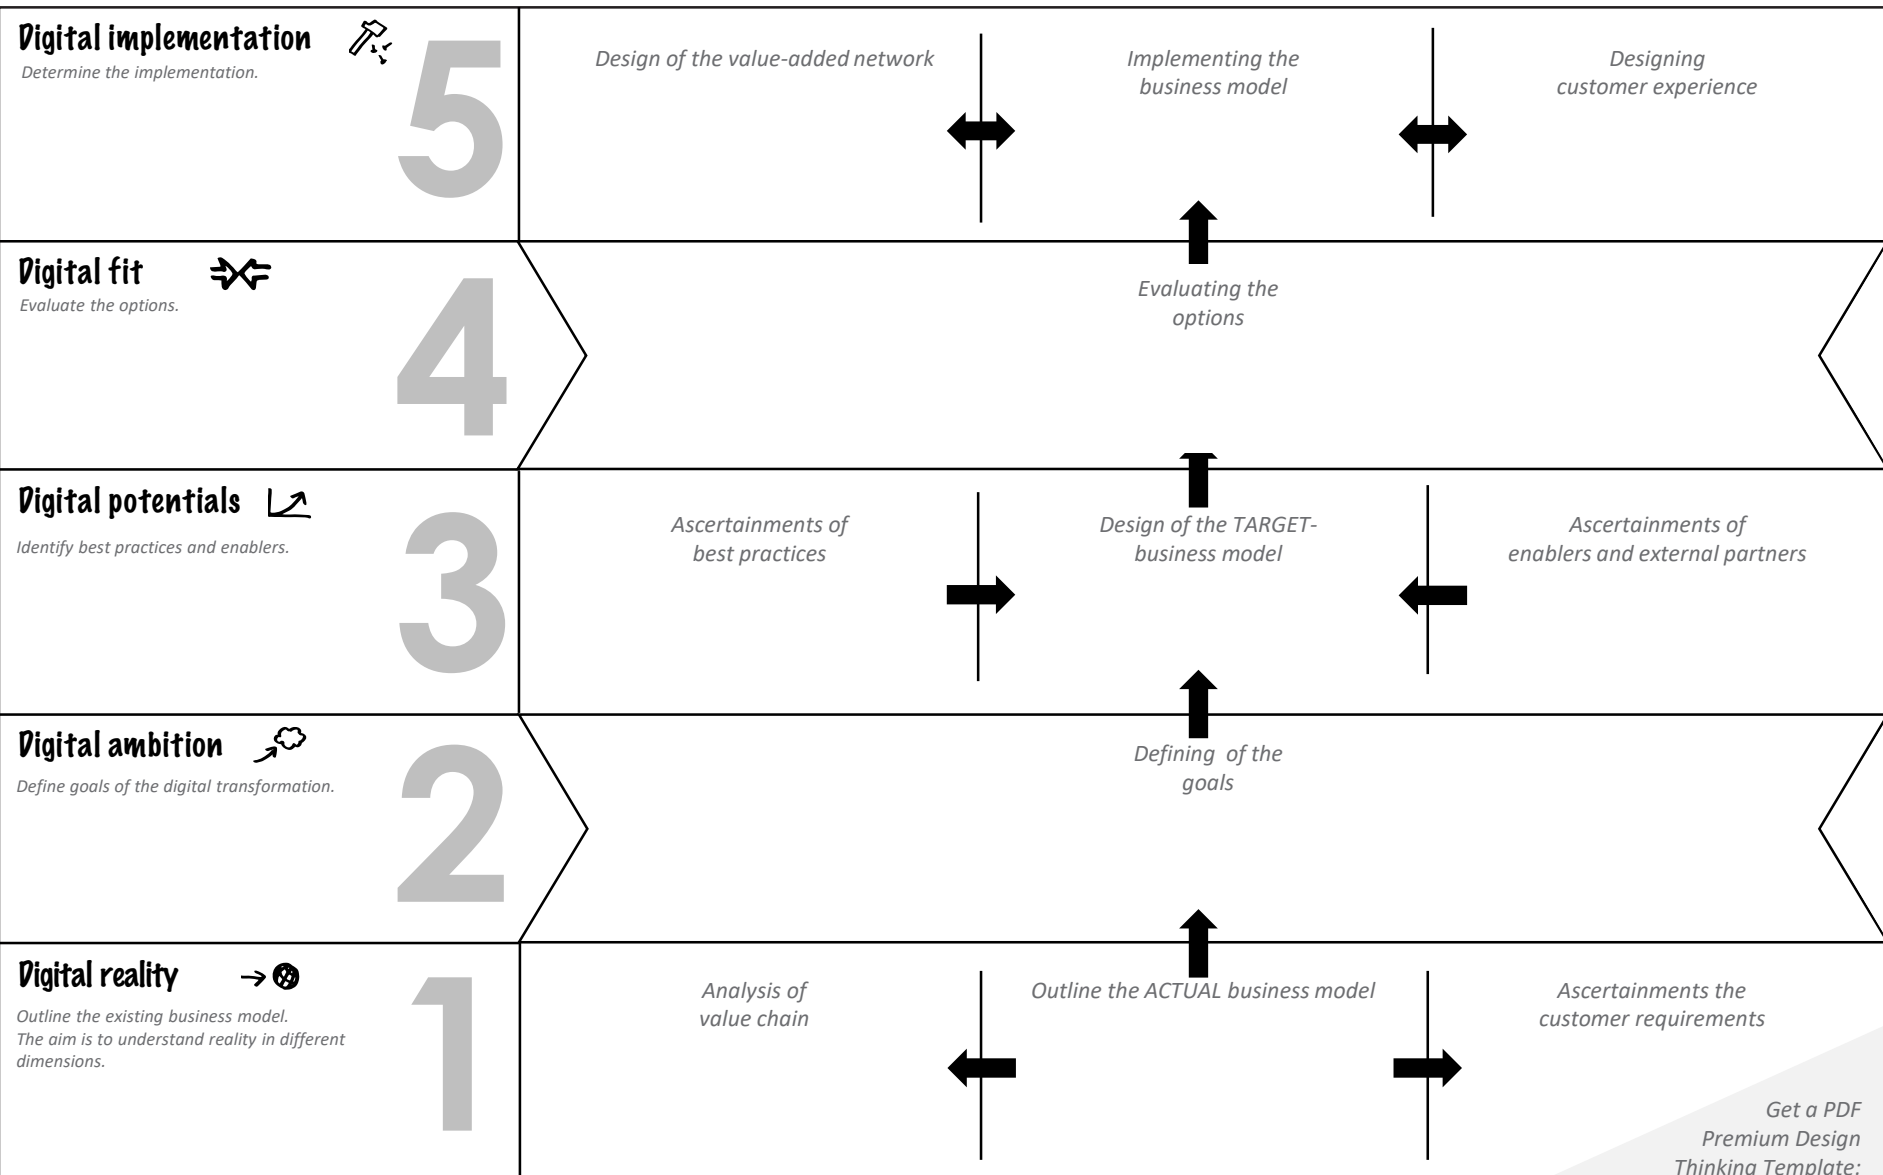 Digital implementation
Determine the implementation.
5
Design of the value-added network
Implementing the
business model
Designing
customer experience
Digital fit
Evaluate the options.
4
Evaluating the
options
Digital potentials
Identify best practices and enablers.
3
Ascertainments of
best practices
Design of the TARGET-
business model
Ascertainments of
enablers and external partners
Digital ambition
Define goals of the digital transformation.
2
Defining  of the
goals
Digital reality
Outline the existing business model.
The aim is to understand reality in different
dimensions.
1
Analysis of
value chain
Outline the ACTUAL business model
Ascertainments the
customer requirements
Get a PDF
Premium Design
Thinking Template: